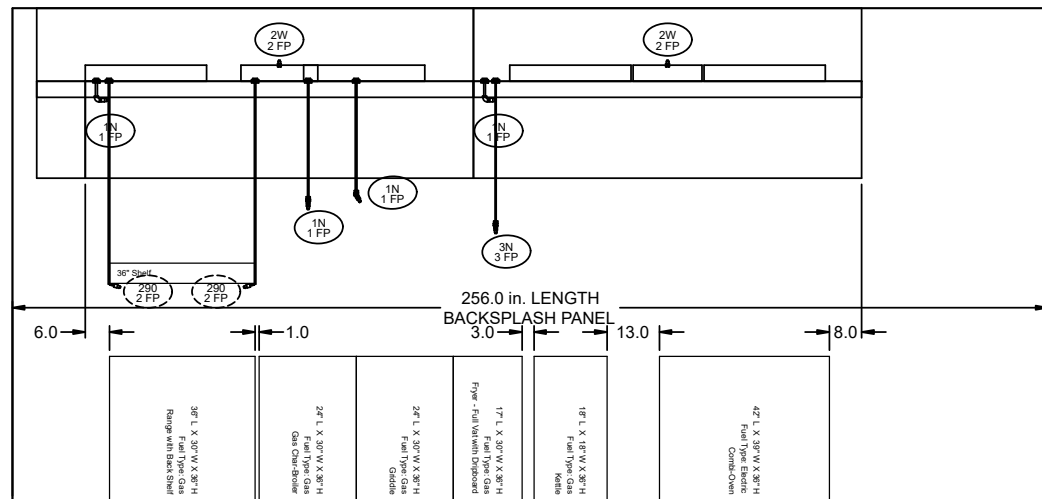 2W
2 FP
2W
2 FP
1N
1 FP
1N
1 FP
1N
1 FP
1N
1 FP
3N
3 FP
36" Shelf
290
2 FP
290
2 FP
256.0 in. LENGTH
BACKSPLASH PANEL
6.0
1.0
3.0
13.0
8.0
36" L X 30" W X 36" H
Fuel Type: Gas
Range with Back Shelf
24" L X 30" W X 36" H
Fuel Type: Gas
Gas Char-Broiler
24" L X 30" W X 36" H
Fuel Type: Gas
Griddle
17" L X 30" W X 36" H
Fuel Type: Gas
Fryer - Full Vat with Dripboard
18" L X 18" W X 36" H
Fuel Type: Gas
Kettle
42" L X 39" W X 36" H
Fuel Type: Electric
Combi-Oven